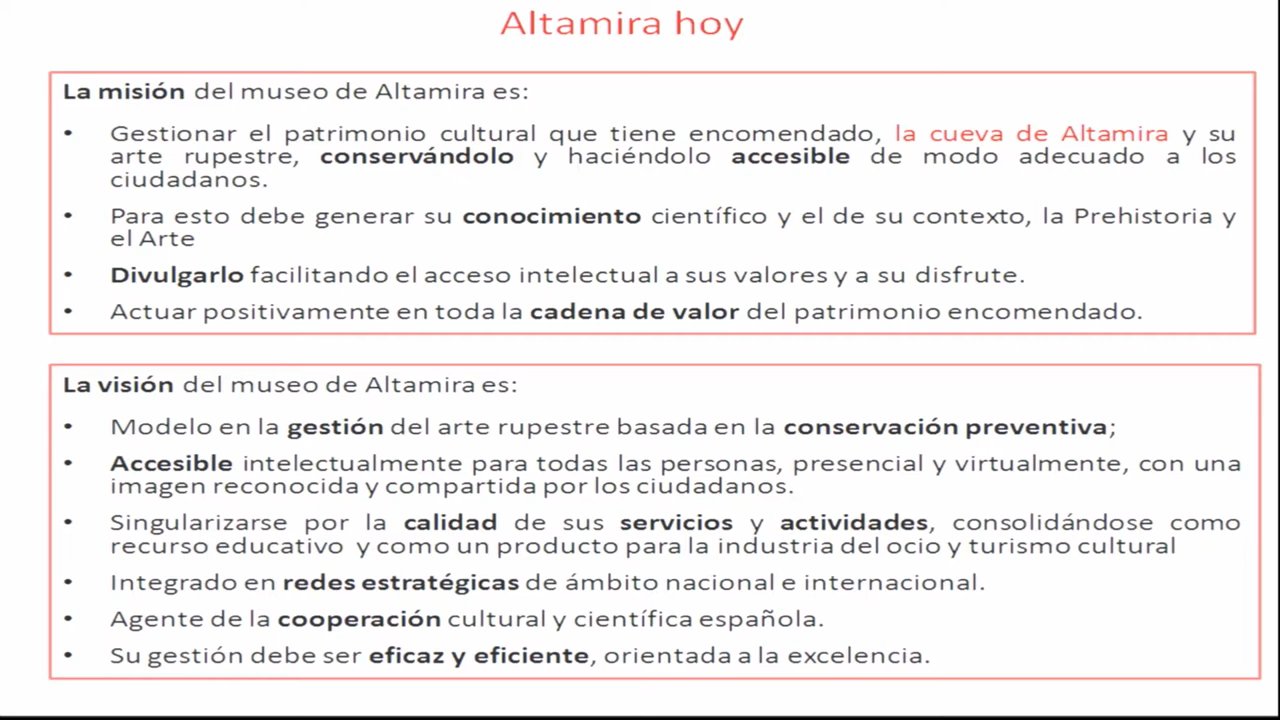 Altamira hoy
La misión del museo de Altamira es:
• Gestionar el patrimonio cultural que tiene encomendado, la cueva de Altamira y su
arte rupestre, conservándolo y haciéndolo accesible de modo adecuado a los
ciudadanos.
• Para esto debe generar su conocimiento científico y el de su contexto, la Prehistoria y
el Arte
• Divulgarlo facilitando el acceso intelectual a sus valores y a su disfrute.
• Actuar positivamente en toda la cadena de valor del patrimonio encomendado.
La visión del museo de Altamira es:
• Modelo en la gestión del arte rupestre basada en la conservación preventiva;
• Accesible intelectualmente para todas las personas, presencial y virtualmente, con una
imagen reconocida y compartida por los ciudadanos.
• Singularizarse por la calidad de sus servicios y actividades, consolidándose como
recurso educativo y como un producto para la industria del ocio y turismo cultural
• Integrado en redes estratégicas de ámbito nacional e internacional.
• Agente de la cooperación cultural y científica española.
• Su gestión debe ser eficaz y eficiente, orientada a la excelencia.